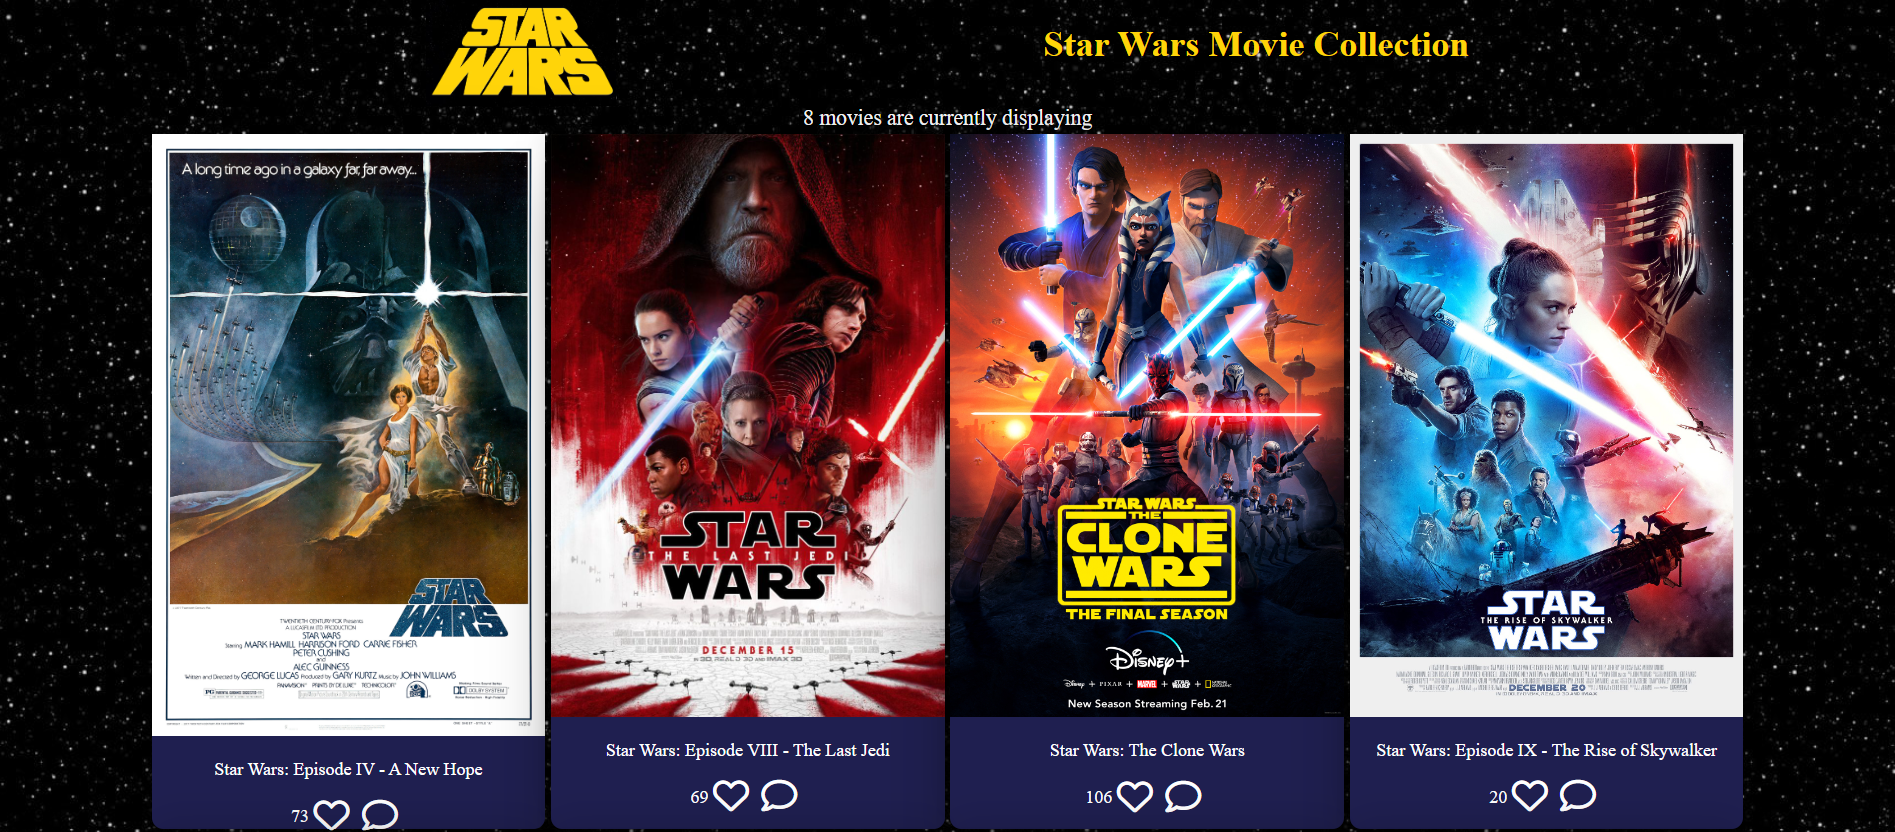 STAR
WARS
Star Wars Movie Collection
8 movies are currently displaying
A long time ago in a galaxy far, far away...
STAR
WARS
TWENTIETH CENTURY-FOX Presents
A LUCASFILM LTD PRODUCTION
STAR WARS
Starring MARK HAMILL HARRISON FORD CARRIE FISHER
PETER CUSHING
and
ALEC GUINNESS
Written and Directed by GEORGE LUCAS Produced by GARY KURTZ Music by JOHN WILLIAMS
PANAVISION PRINTS BY DE LUXE TECHNICOLOR
PG
DOLBY SYSTEM
Star Wars: Episode IV - A New Hope
73
STAR
THE LAST JEDI
WARS
DECEMBER 15
IN 3D, REAL D 3D AND IMAX 3D
Star Wars: Episode VIII - The Last Jedi
69
STAR WARS
THE
CLONE
WARS
THE FINAL SEASON
Disney+
Disney + PIXAR + MARVEL + STAR WARS + NATIONAL GEOGRAPHIC
New Season Streaming Feb. 21
Star Wars: The Clone Wars
106
STAR
THE RISE OF SKYWALKER
WARS
DECEMBER 20
Star Wars: Episode IX - The Rise of Skywalker
20